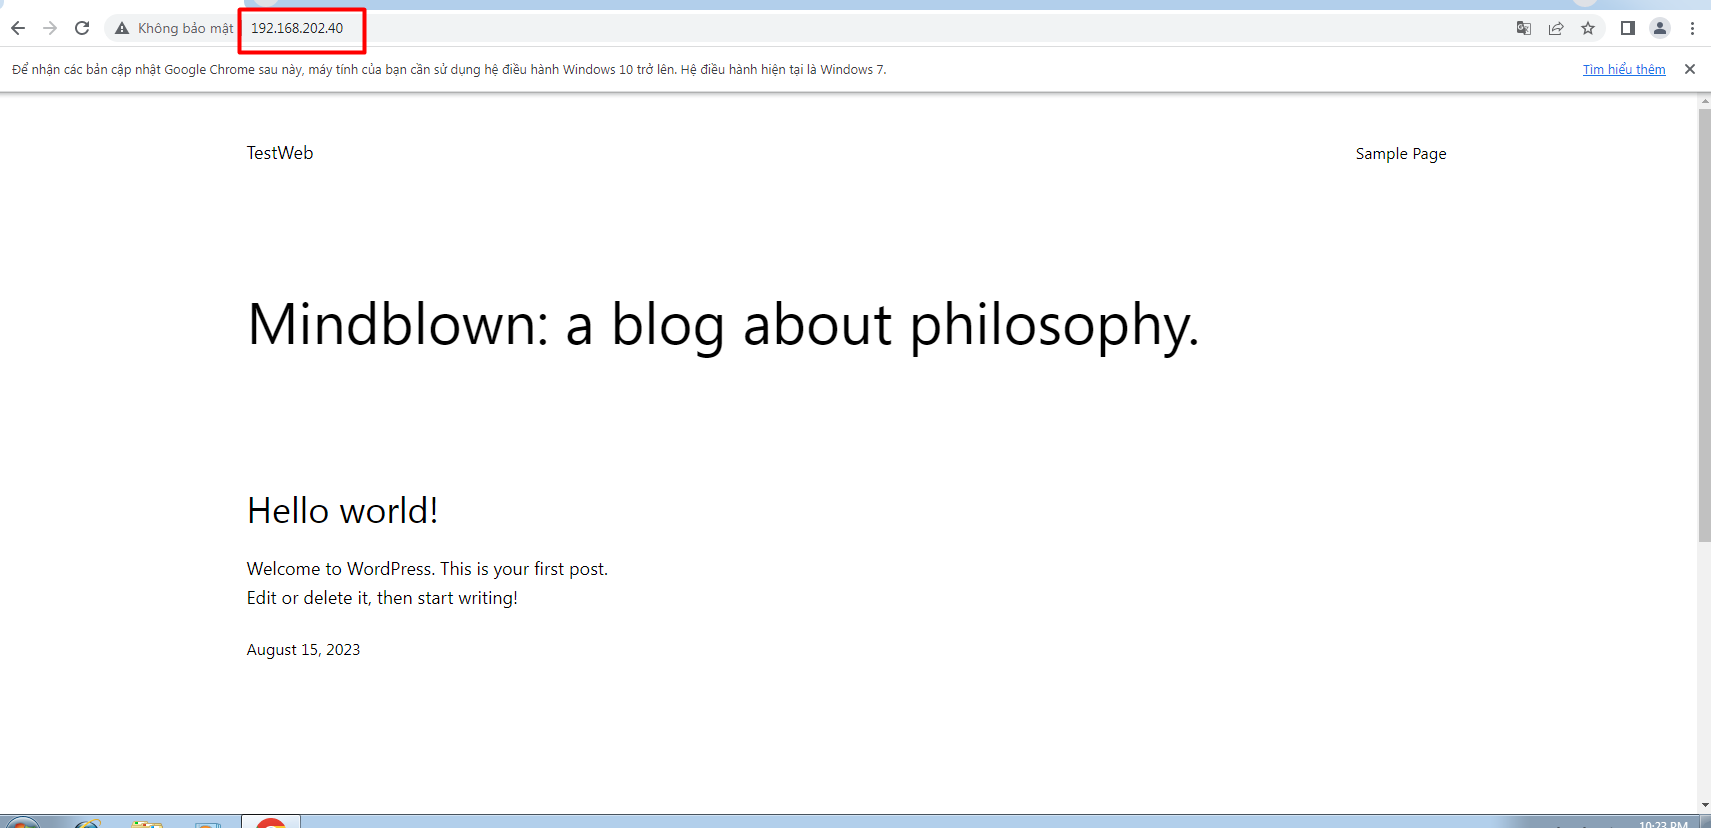 Không bảo mật 192.168.202.40
Để nhận các bản cập nhật Google Chrome sau này, máy tính của bạn cần sử dụng hệ điều hành Windows 10 trở lên. Hệ điều hành hiện tại là Windows 7.
Tìm hiểu thêm
TestWeb
Sample Page
Mindblown: a blog about philosophy.
Hello world!
Welcome to WordPress. This is your first post.
Edit or delete it, then start writing!
August 15, 2023
10:23 PM